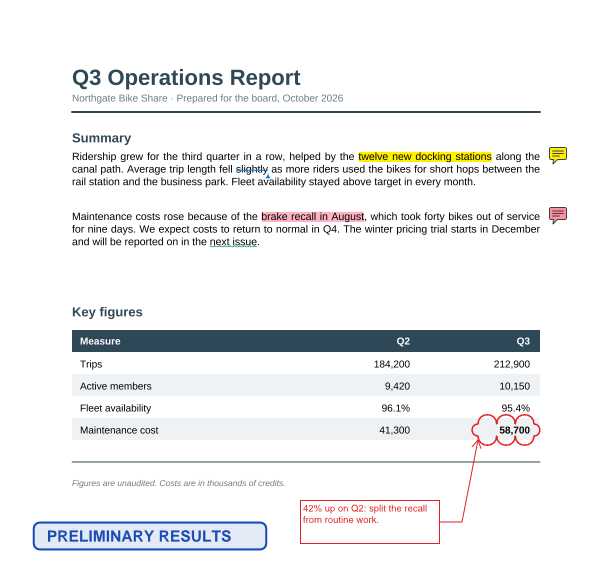 Q3 Operations Report
Northgate Bike Share · Prepared for the board, October 2026
Summary
Ridership grew for the third quarter in a row, helped by the twelve new docking stations along the
canal path. Average trip length fell slightly as more riders used the bikes for short hops between the
rail station and the business park. Fleet availability stayed above target in every month.
Maintenance costs rose because of the brake recall in August, which took forty bikes out of service
for nine days. We expect costs to return to normal in Q4. The winter pricing trial starts in December
and will be reported on in the next issue.
Key figures
Measure Q2 Q3
Trips 184,200 212,900
Active members 9,420 10,150
Fleet availability 96.1% 95.4%
Maintenance cost 41,300 58,700
Figures are unaudited. Costs are in thousands of credits.
42% up on Q2: split the recall
from routine work.
PRELIMINARY RESULTS